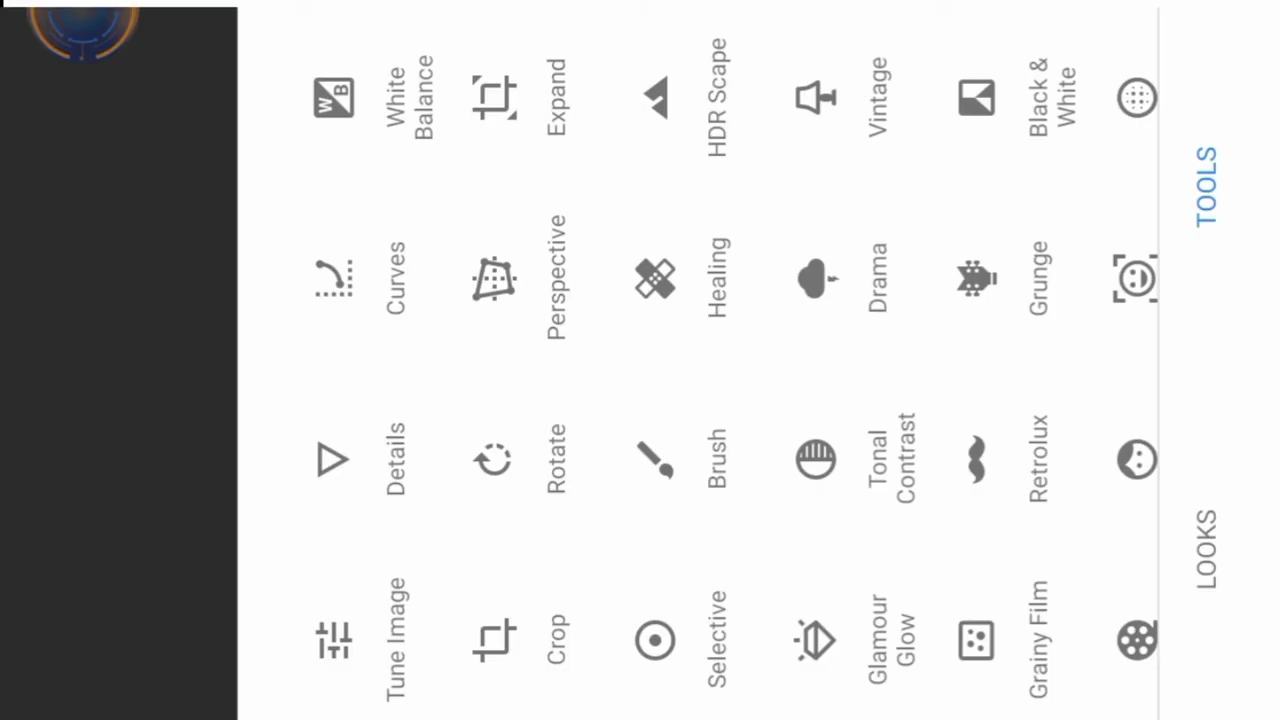 Tune Image
Details
Curves
White
Balance
Crop
Rotate
Perspective
Expand
Selective
Brush
Healing
HDR Scape
Glamour
Glow
Tonal
Contrast
Drama
Vintage
Grainy Film
Retrolux
Grunge
Black &
White
LOOKS
TOOLS